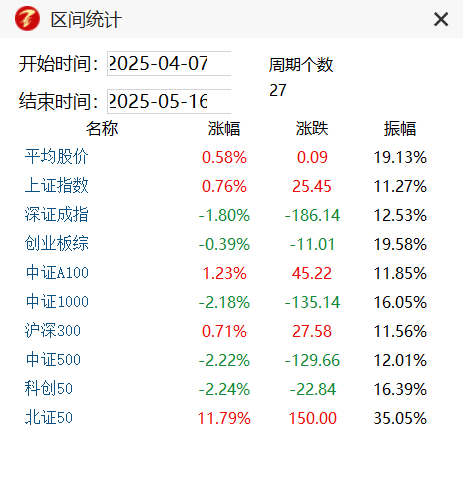 区间统计
开始时间: 2025-04-07 周期个数
27
结束时间: 2025-05-16
名称 涨幅 涨跌 振幅
平均股价 0.58% 0.09 19.13%
上证指数 0.76% 25.45 11.27%
深证成指 -1.80% -186.14 12.53%
创业板综 -0.39% -11.01 19.58%
中证A100 1.23% 45.22 11.85%
中证1000 -2.18% -135.14 16.05%
沪深300 0.71% 27.58 11.56%
中证500 -2.22% -129.66 12.01%
科创50 -2.24% -22.84 16.39%
北证50 11.79% 150.00 35.05%